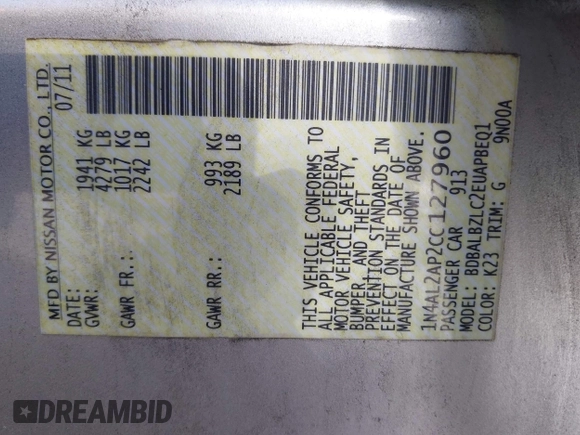 MFD BY NISSAN MOTOR CO., LTD.
DATE: 07/11
GVWR: 1941 KG
4279 LB
GAWR FR.: 1017 KG
2242 LB
GAWR RR.: 993 KG
2189 LB
THIS VEHICLE CONFORMS TO
ALL APPLICABLE FEDERAL
MOTOR VEHICLE SAFETY,
BUMPER, AND THEFT
PREVENTION STANDARDS IN
EFFECT ON THE DATE OF
MANUFACTURE SHOWN ABOVE.
1N4AL2AP2CC127960
PASSENGER CAR 913
MODEL: BDBALBZLCZEUAPBEQ1
COLOR: K23 TRIM: G 9N00A
DREAMBID